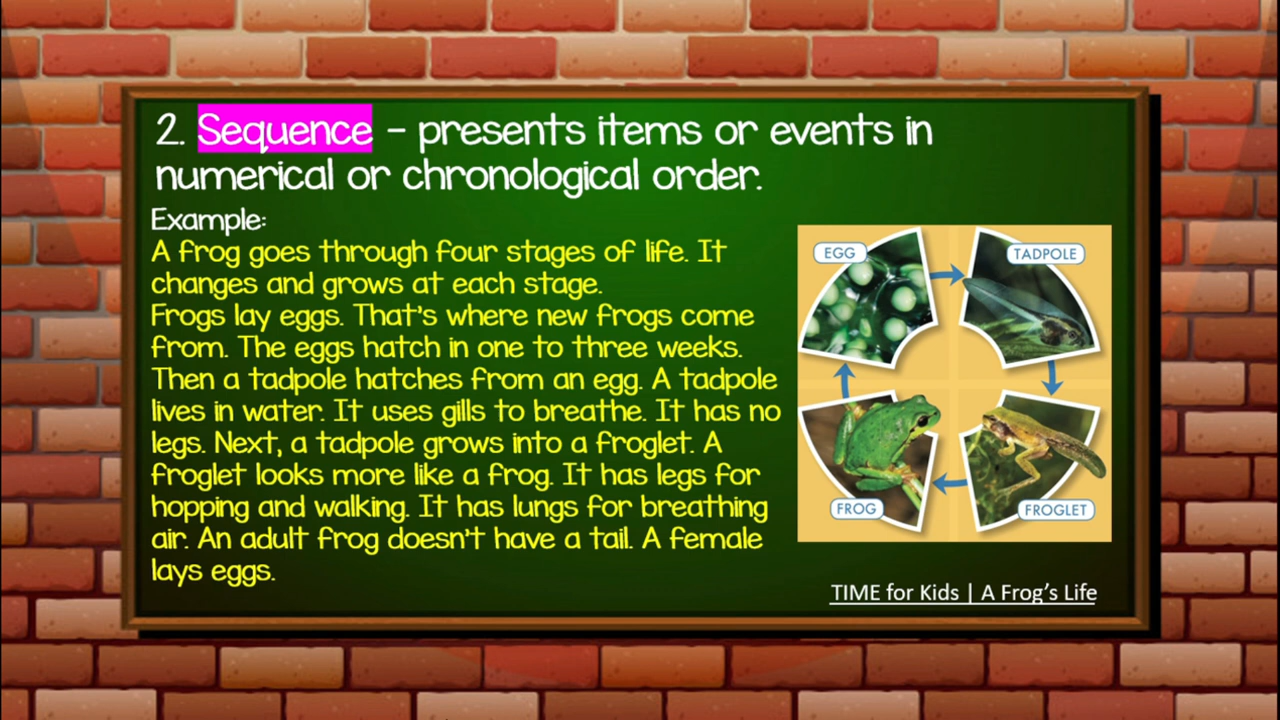 2. Sequence – presents items or events in
numerical or chronological order.
Example:
A frog goes through four stages of life. It
changes and grows at each stage.
Frogs lay eggs. That's where new frogs come
from. The eggs hatch in one to three weeks.
Then a tadpole hatches from an egg. A tadpole
lives in water. It uses gills to breathe. It has no
legs. Next, a tadpole grows into a froglet. A
froglet looks more like a frog. It has legs for
hopping and walking. It has lungs for breathing
air. An adult frog doesn't have a tail. A female
lays eggs.
EGG
TADPOLE
FROG
FROGLET
TIME for Kids | A Frog's Life